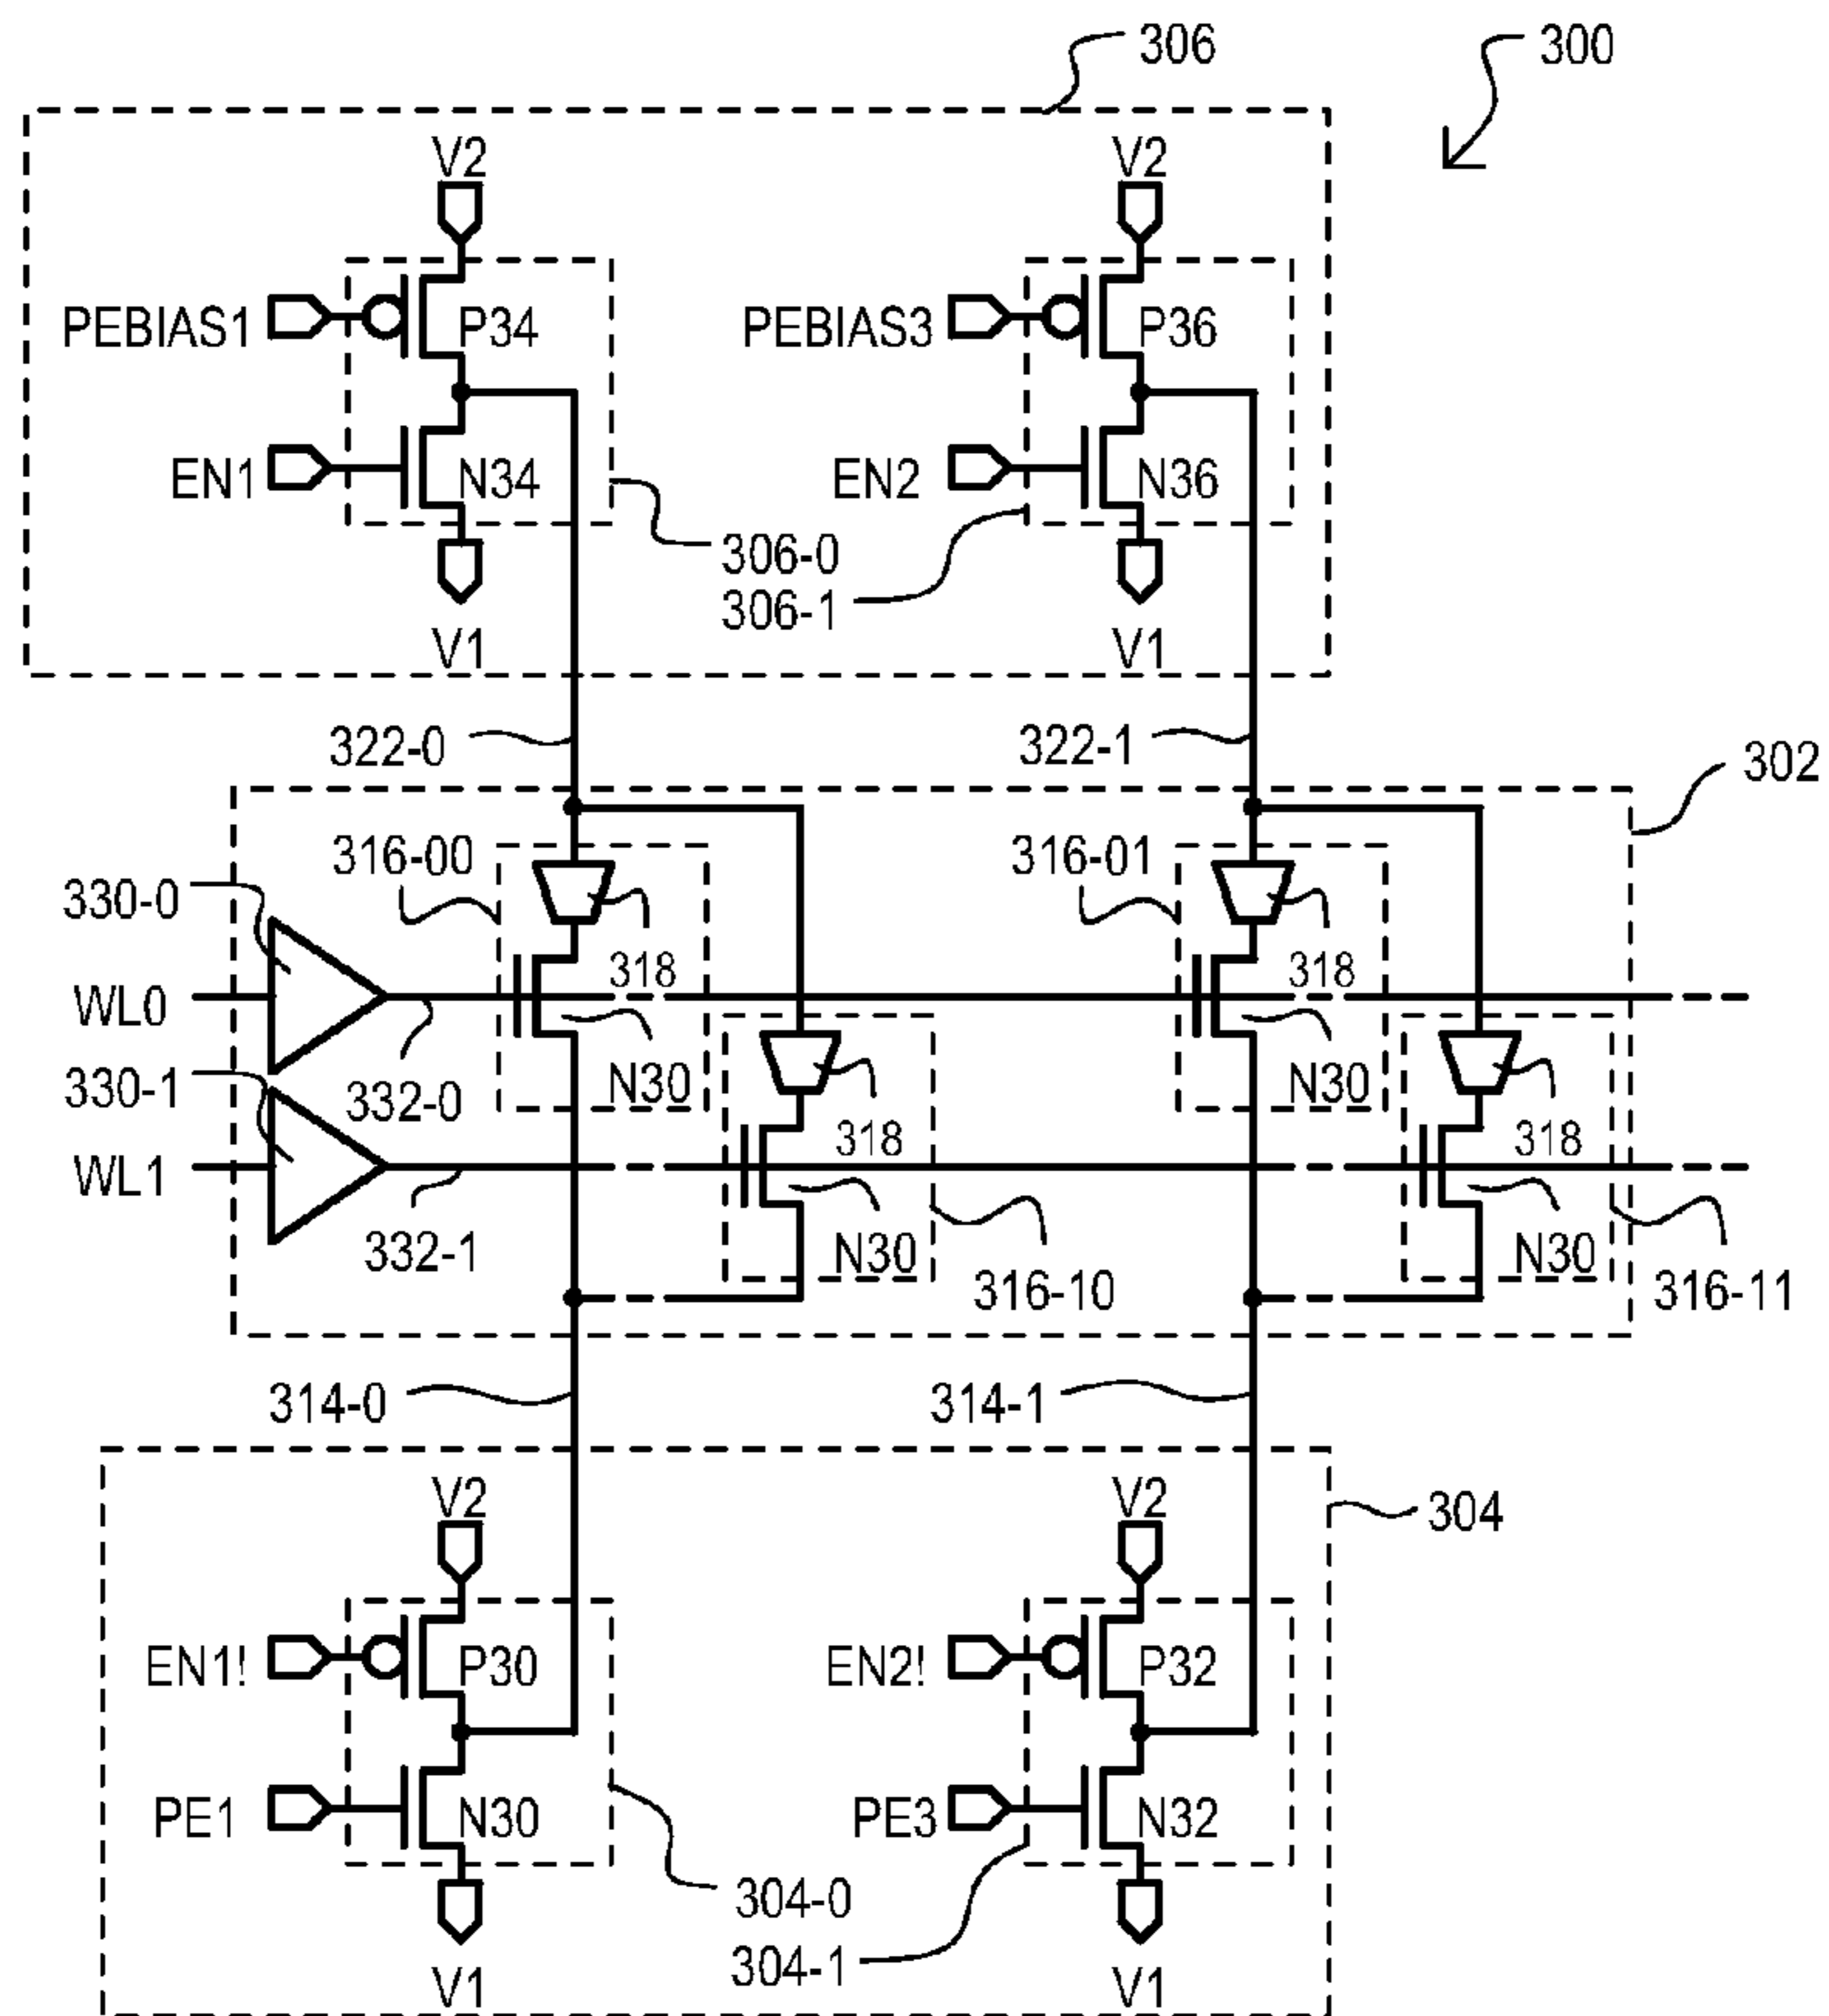 306
300
V2
V2
PEBIAS1
P34
PEBIAS3
P36
EN1
N34
EN2
N36
306-0
306-1
V1
V1
322-0
322-1
302
316-00
316-01
330-0
318
318
WL0
330-1
332-0
N30
N30
318
318
WL1
332-1
N30
N30
316-10
316-11
314-0
314-1
V2
V2
304
EN1!
P30
EN2!
P32
PE1
N30
PE3
N32
304-0
304-1
V1
V1